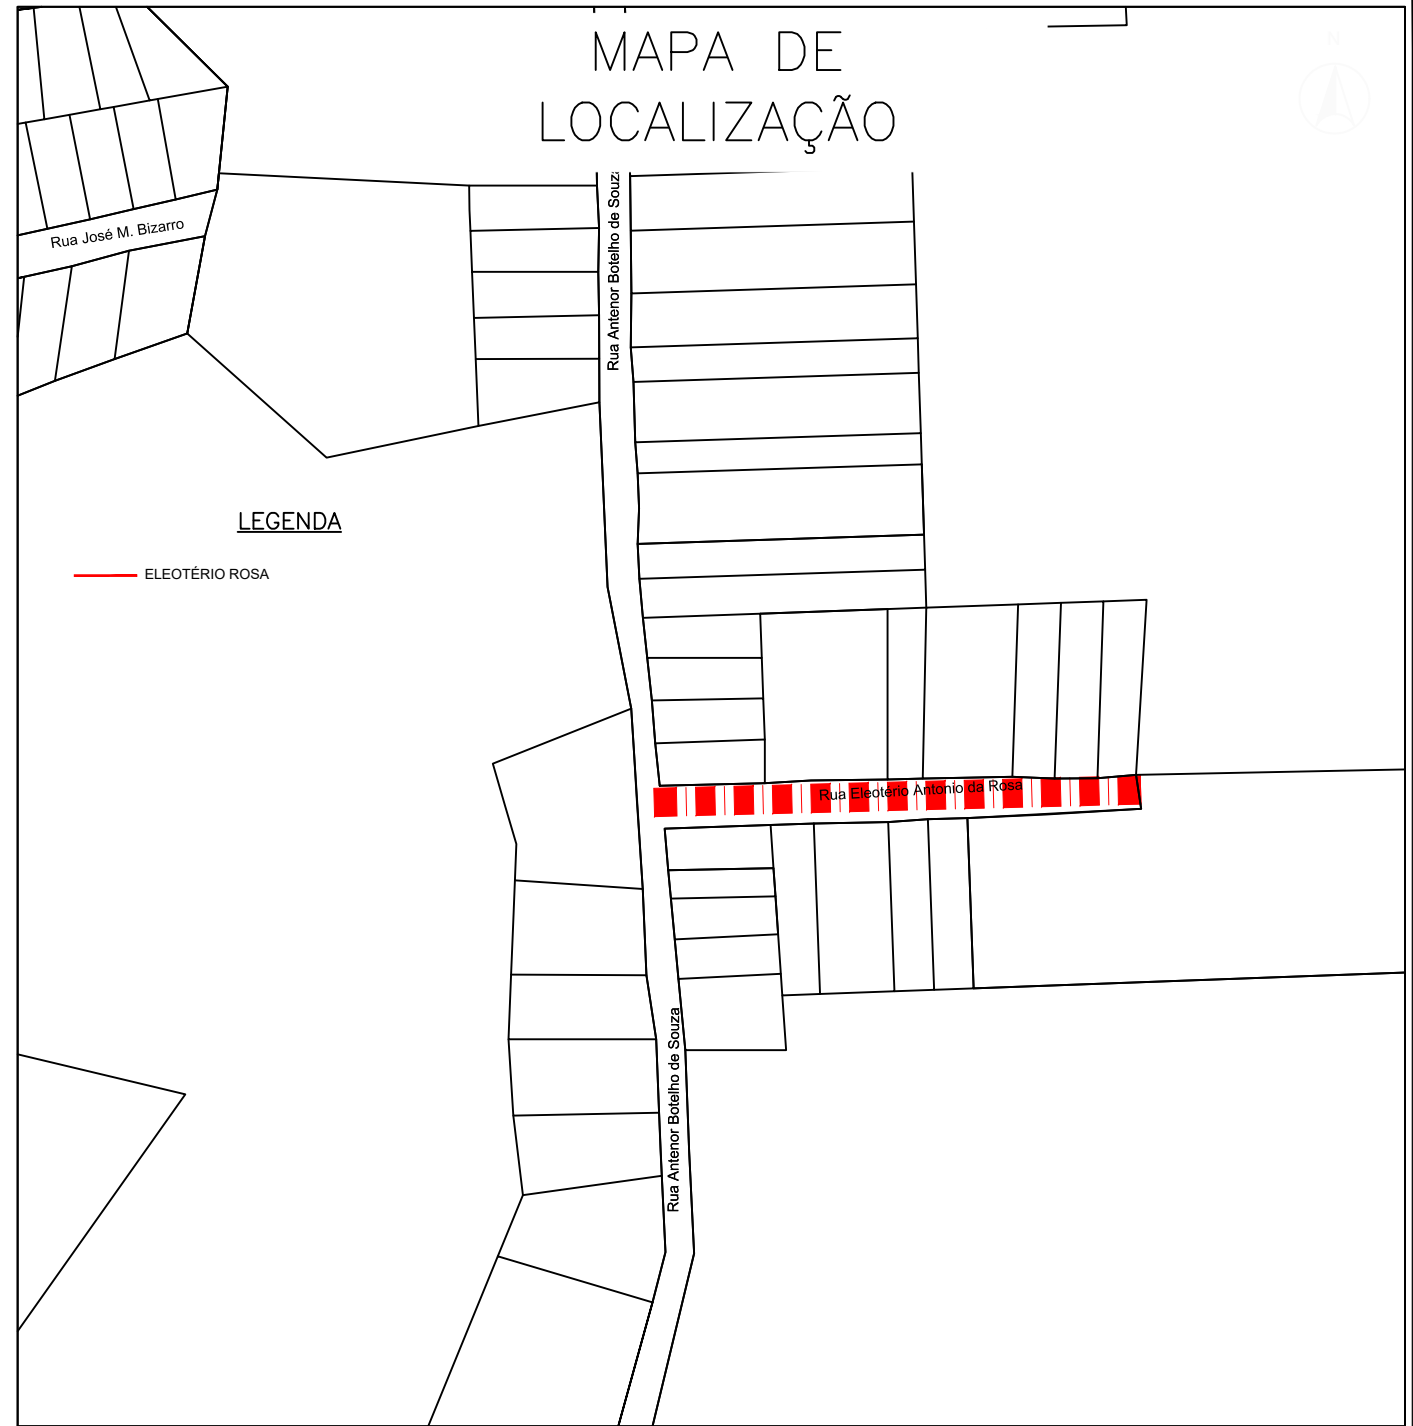 MAPA DE
LOCALIZAÇÃO
N
Rua Antenor Botelho de Souza
Rua José M. Bizarro
LEGENDA
ELEOTÉRIO ROSA
Rua Eleotério Antonio da Rosa
Rua Antenor Botelho de Souza